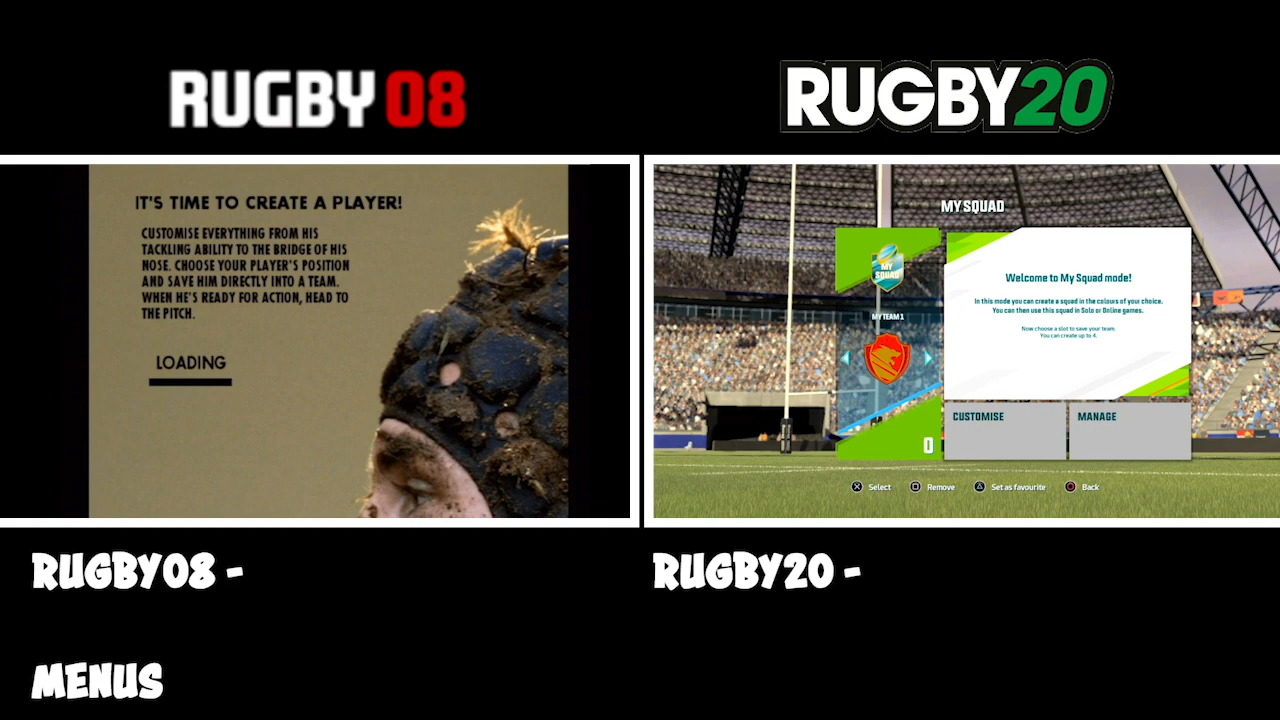 RUGBY 08
RUGBY20
IT'S TIME TO CREATE A PLAYER!
CUSTOMISE EVERYTHING FROM HIS
TACKLING ABILITY TO THE BRIDGE OF HIS
NOSE. CHOOSE YOUR PLAYER'S POSITION
AND SAVE HIM DIRECTLY INTO A TEAM.
WHEN HE'S READY FOR ACTION, HEAD TO
THE PITCH.
LOADING
MY SQUAD
MY
SQUAD
MY TEAM 1
0
Welcome to My Squad mode!
In this mode you can create a squad in the colours of your choice.
You can then use this squad in Solo or Online games.
Now choose a slot to save your team.
You can create up to 4.
CUSTOMISE
MANAGE
Select
Remove
Set as favourite
Back
RUGBY08 -
RUGBY20 -
MENUS